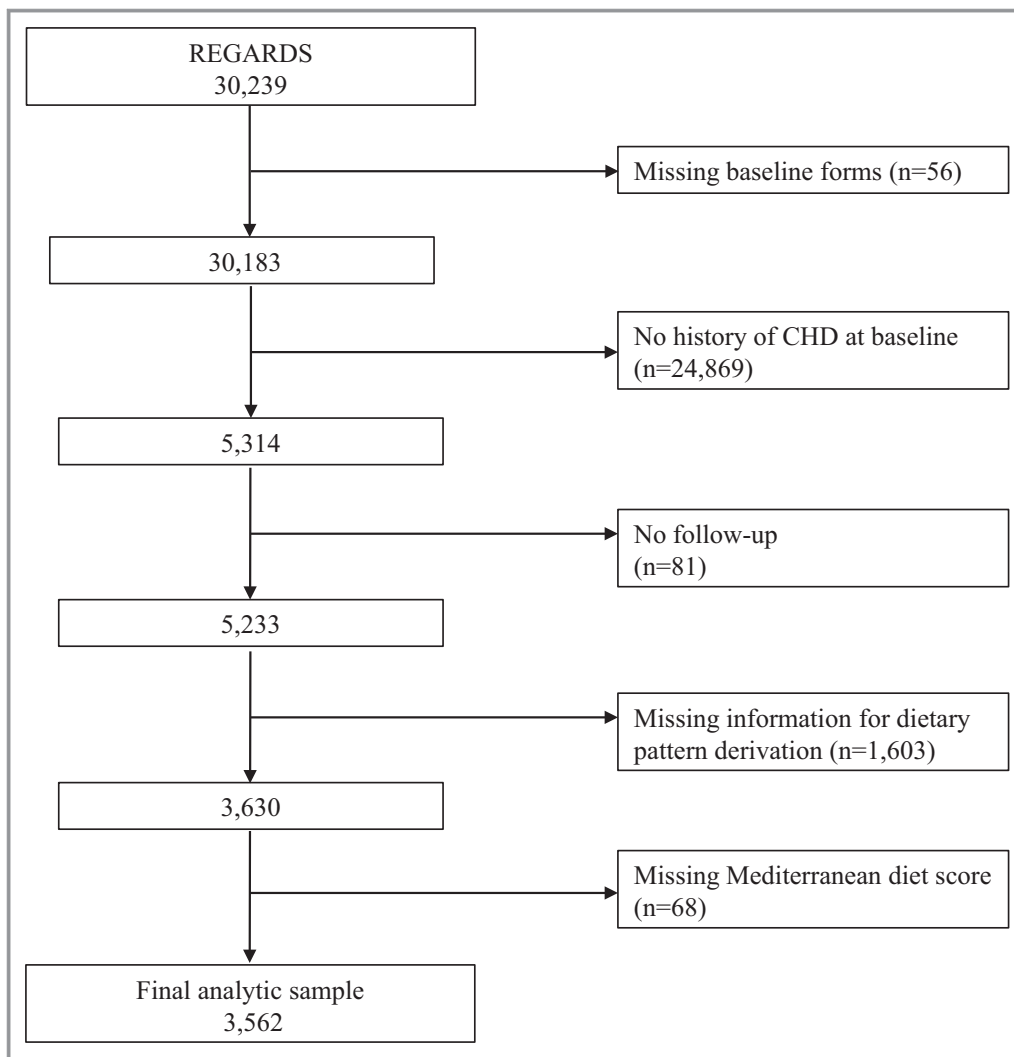 REGARDS
30,239
Missing baseline forms (n=56)
30,183
No history of CHD at baseline
(n=24,869)
5,314
No follow-up
(n=81)
5,233
Missing information for dietary
pattern derivation (n=1,603)
3,630
Missing Mediterranean diet score
(n=68)
Final analytic sample
3,562